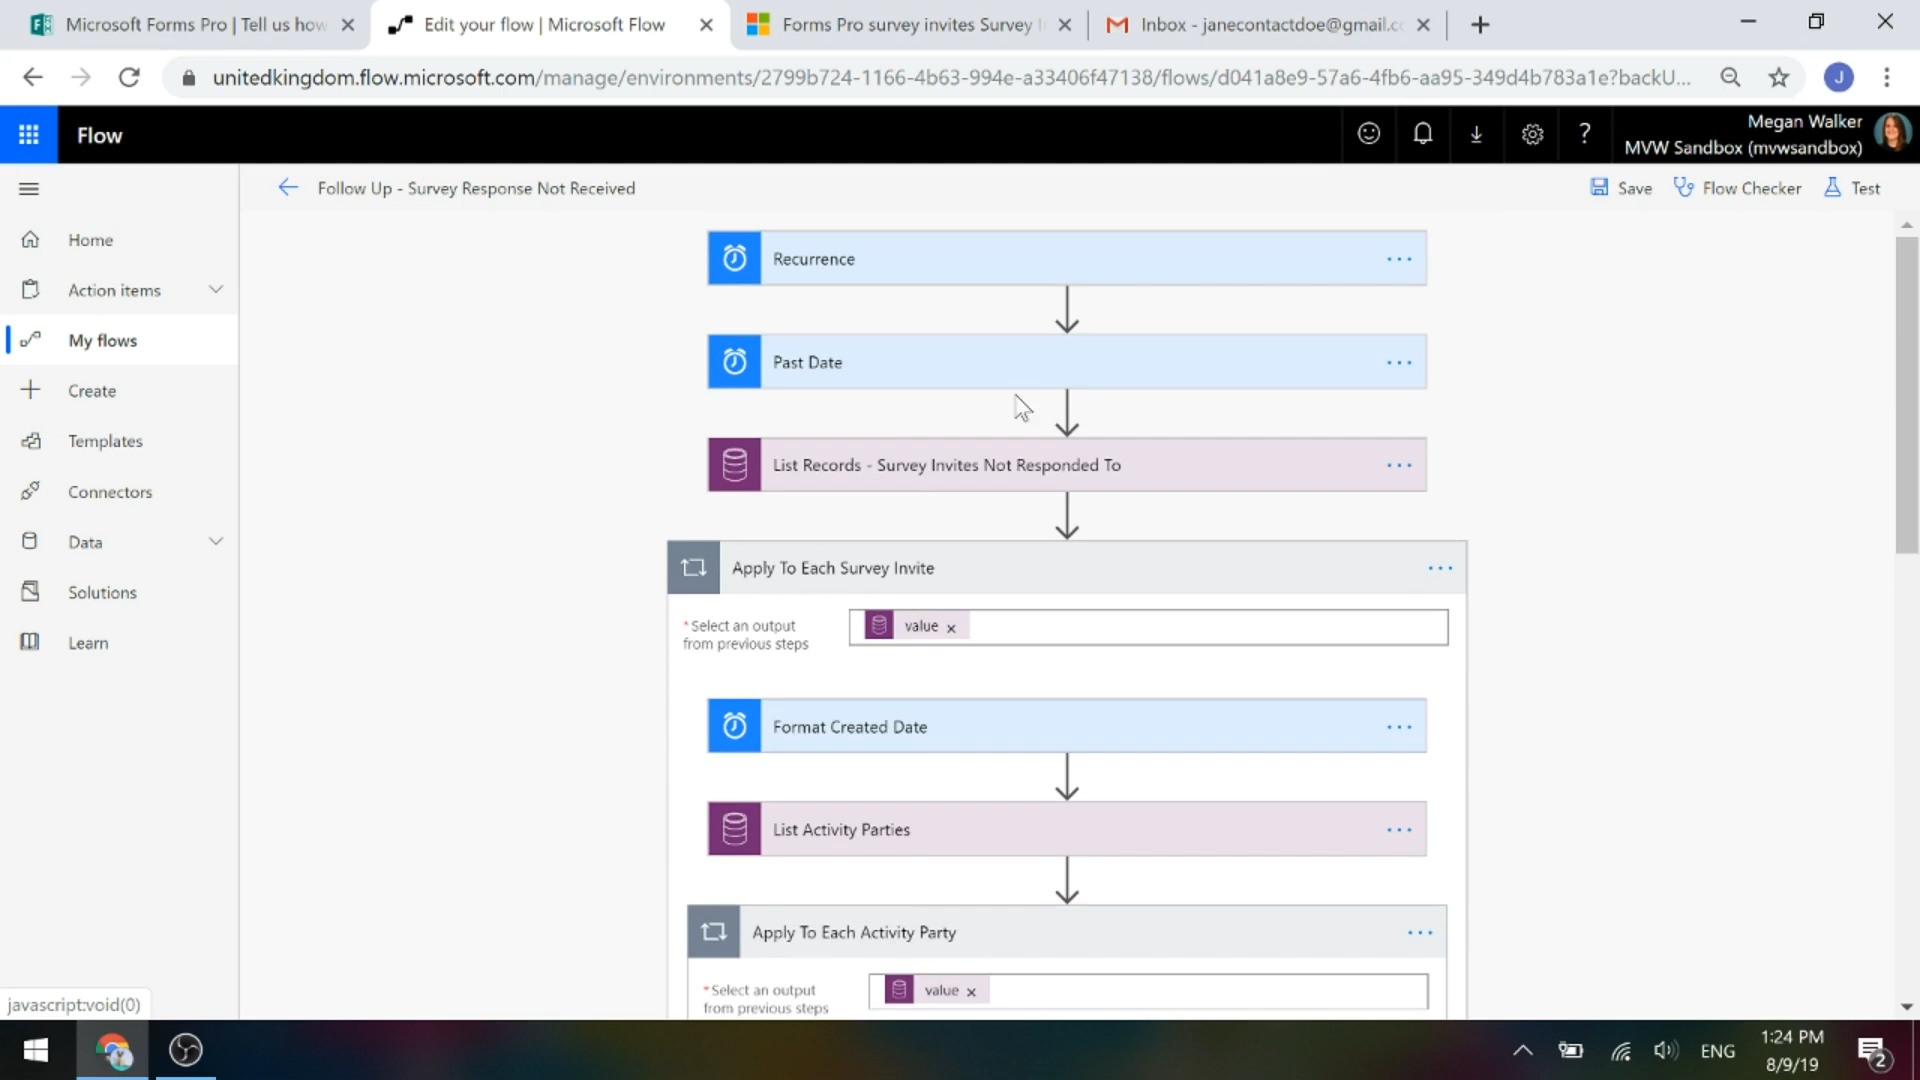 Microsoft Forms Pro | Tell us how
Edit your flow | Microsoft Flow
Forms Pro survey invites Survey I
Inbox - janecontactdoe@gmail.c
unitedkingdom.flow.microsoft.com/manage/environments/2799b724-1166-4b63-994e-a33406f47138/flows/d041a8e9-57a6-4fb6-aa95-349d4b783a1e?backU...
J
Flow
?
Megan Walker
MVW Sandbox (mvwsandbox)
Follow Up - Survey Response Not Received
Save
Flow Checker
Test
Home
Action items
My flows
Create
Templates
Connectors
Data
Solutions
Learn
Recurrence
Past Date
List Records - Survey Invites Not Responded To
Apply To Each Survey Invite
* Select an output
from previous steps
value x
Format Created Date
List Activity Parties
Apply To Each Activity Party
* Select an output
from previous steps
value x
javascript:void(0)
ENG
1:24 PM
8/9/19
2